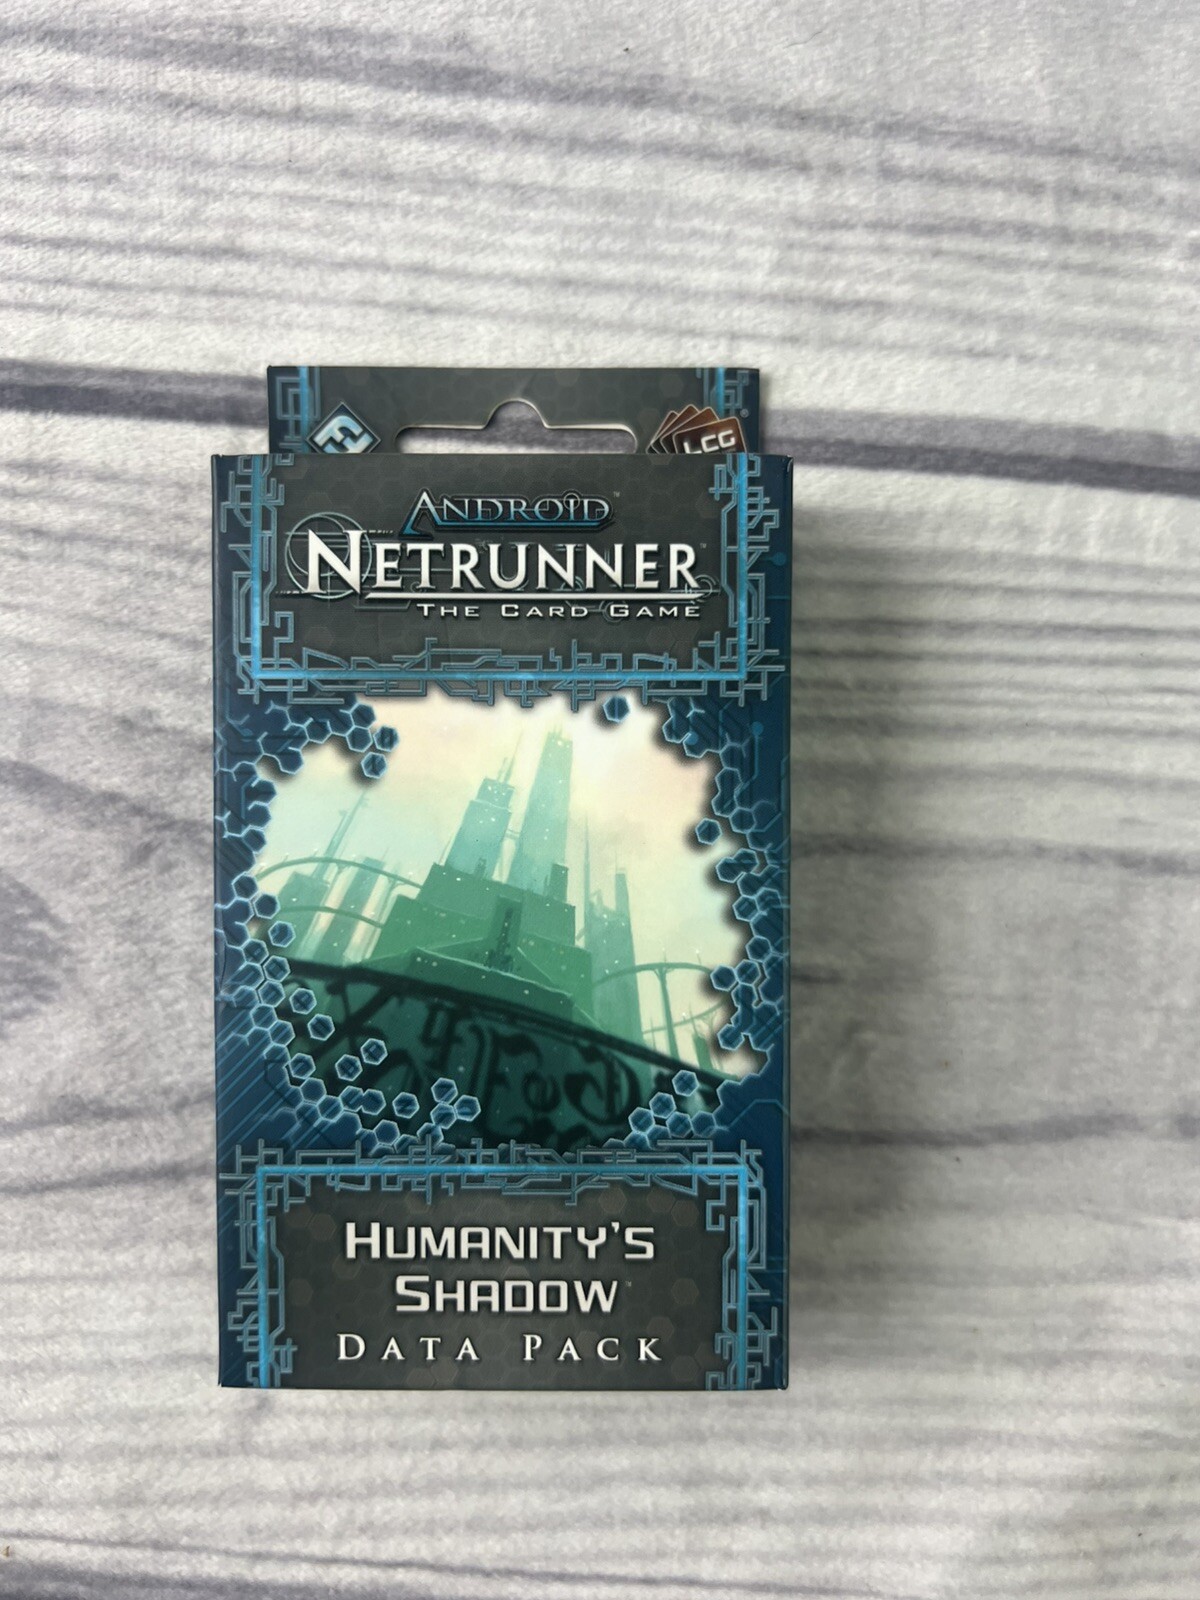 LCG
ANDROID
NETRUNNER
THE CARD GAME
HUMANITY'S
SHADOW
DATA PACK